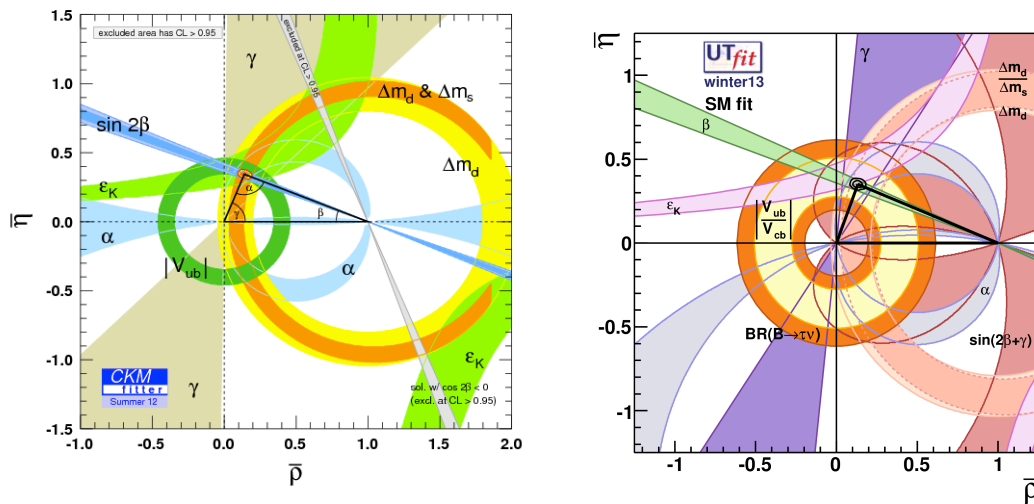 excluded area has CL > 0.95
excluded at CL > 0.95
γ
Δm_d & Δm_s
sin 2β
Δm_d
ε_K
α
γ
β
α
α
|V_ub|
ε_K
γ
sol. w/ cos 2β < 0
(excl. at CL > 0.95)
CKM
fitter
Summer 12
1.5
1.0
0.5
0.0
-0.5
-1.0
-1.5
η̅
-1.0
-0.5
0.0
0.5
1.0
1.5
2.0
ρ̅
η̅
UTfit
winter13
SM fit
γ
Δm_d
Δm_s
Δm_d
β
ε_K
|V_ub
V_cb|
α
BR(B→τν)
sin(2β+γ)
1
0.5
0
-0.5
-1
-1
-0.5
0
0.5
1
ρ̅